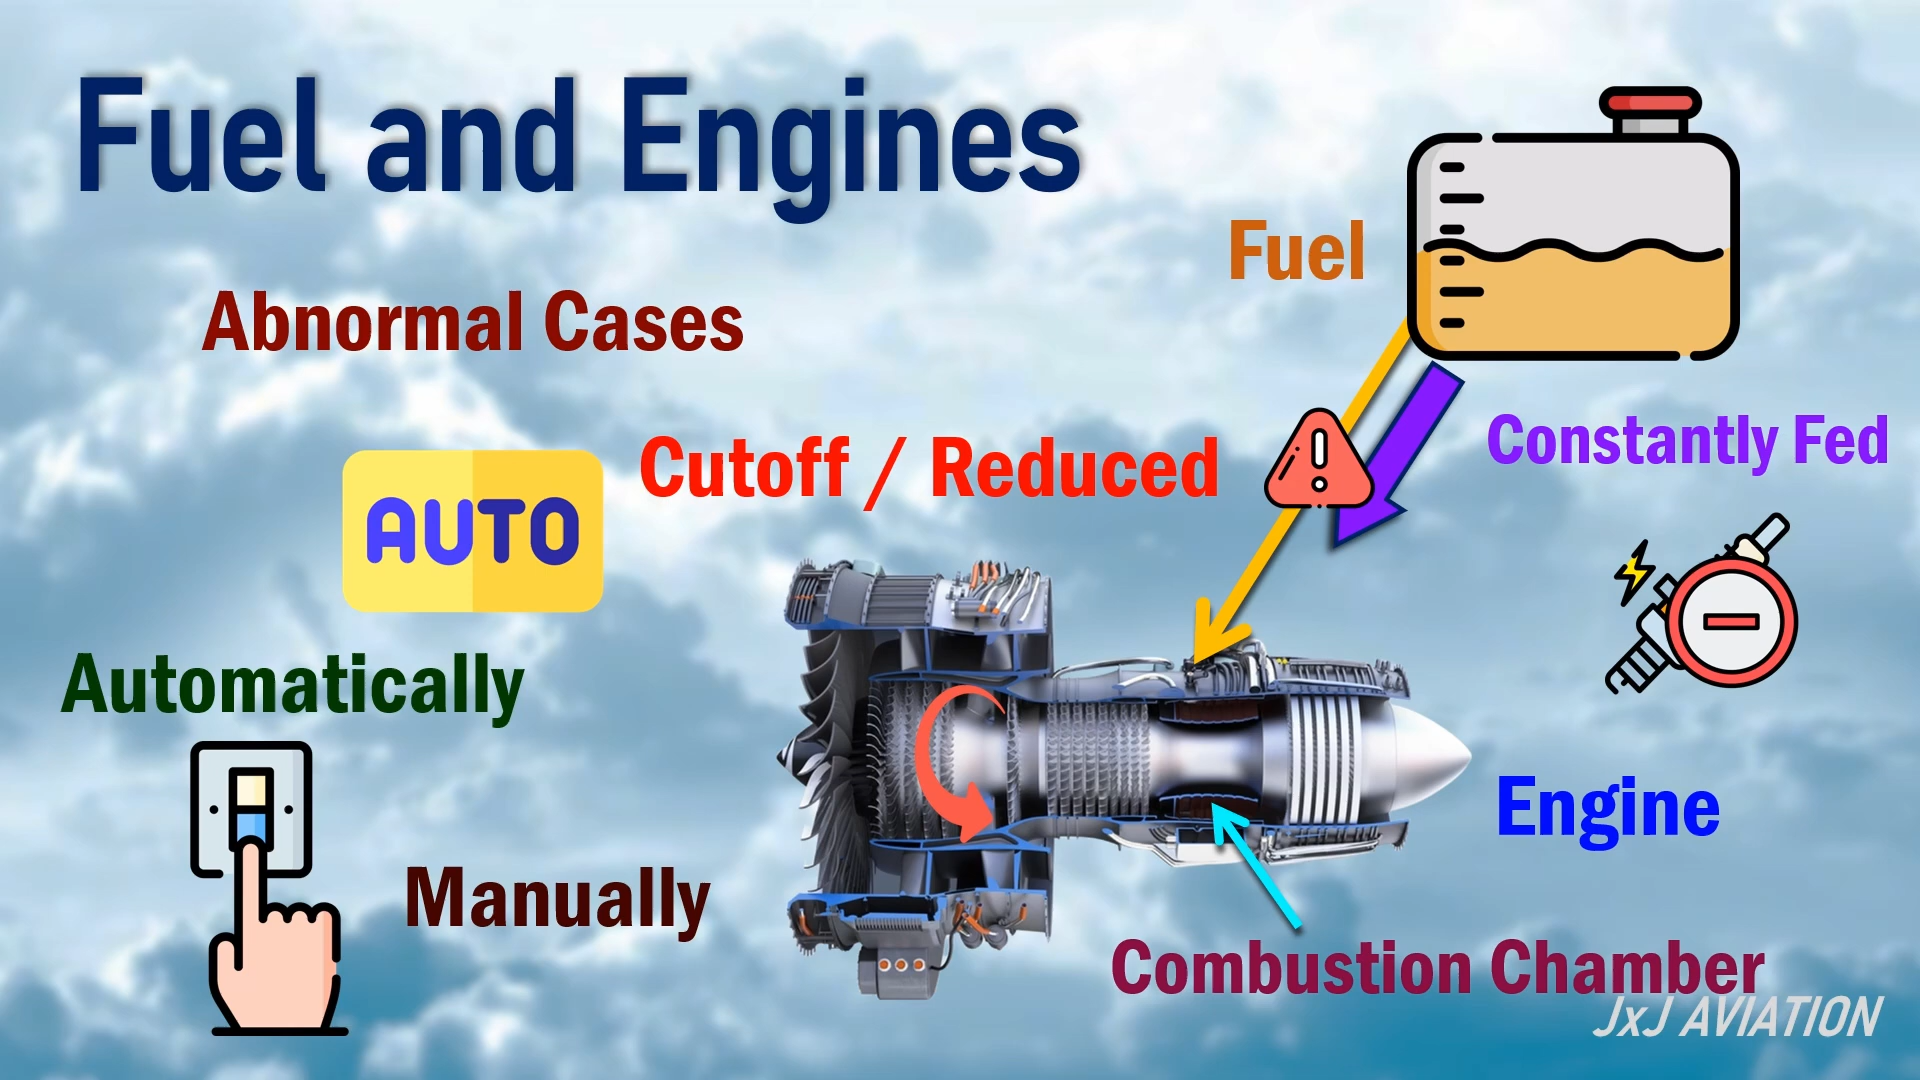 Fuel and Engines
Fuel
Abnormal Cases
Constantly Fed
Cutoff / Reduced
AUTO
Automatically
Engine
Manually
Combustion Chamber
JxJ AVIATION